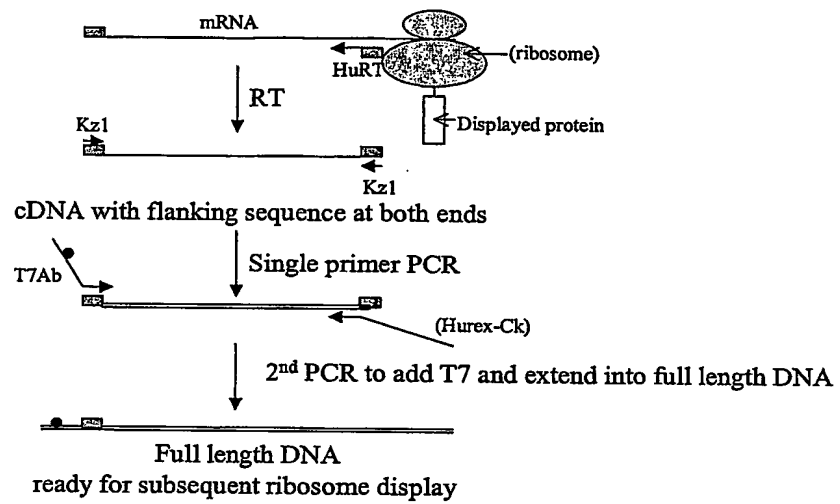 mRNA
(ribosome)
HuRT
RT
Kz1
Displayed protein
Kz1
cDNA with flanking sequence at both ends
T7Ab
Single primer PCR
(Hurex-Ck)
2nd PCR to add T7 and extend into full length DNA
Full length DNA
ready for subsequent ribosome display